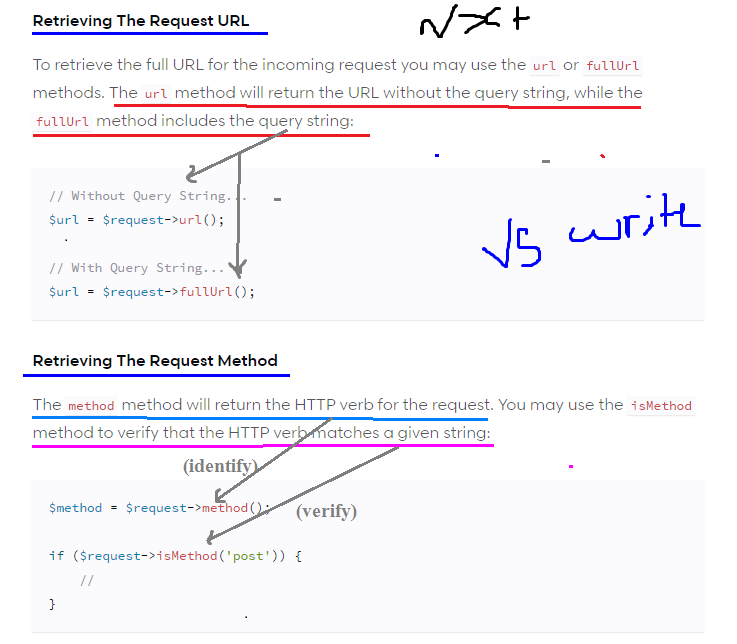 Retrieving The Request URL
Nxt
To retrieve the full URL for the incoming request you may use the url or fullUrl
methods. The url method will return the URL without the query string, while the
fullUrl method includes the query string:
// Without Query String...
$url = $request->url();
// With Query String...
$url = $request->fullUrl();
VS write
Retrieving The Request Method
The method method will return the HTTP verb for the request. You may use the isMethod
method to verify that the HTTP verb matches a given string:
(identify)
$method = $request->method();
(verify)
if ($request->isMethod('post')) {
//
}